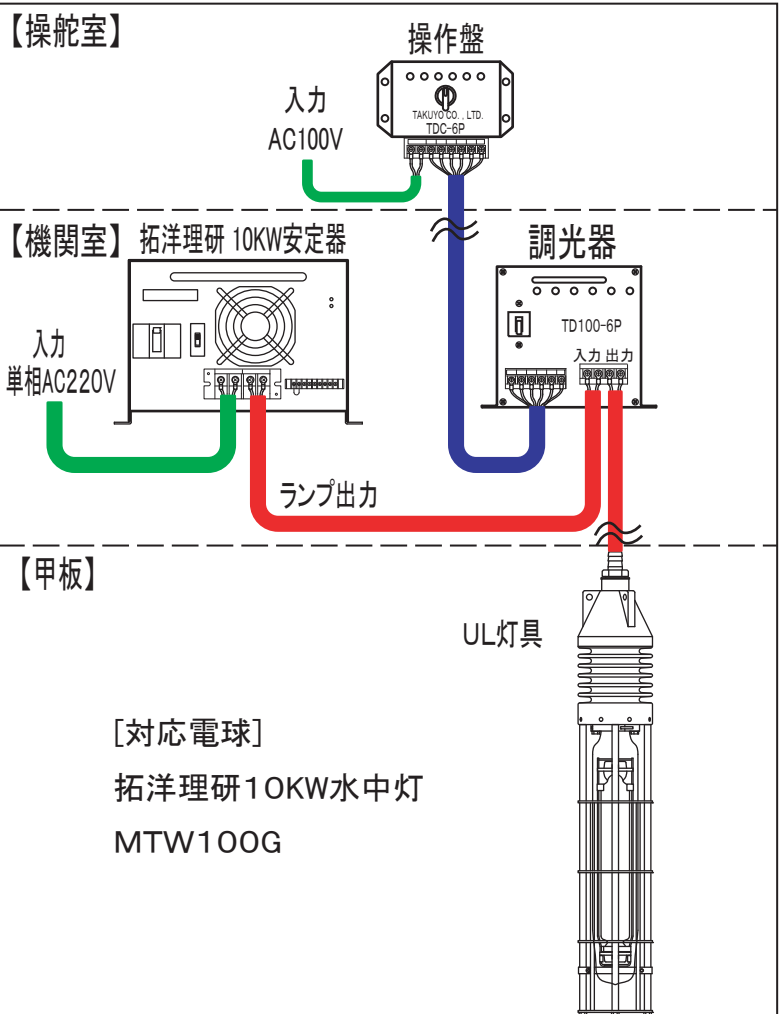 【操舵室】
操作盤
入力
AC100V
TAKUYO CO., LTD.
TDC-6P
【機関室】
拓洋理研 10KW安定器
調光器
入力
単相AC220V
TD100-6P
入力 出力
ランプ出力
【甲板】
UL灯具
[対応電球]
拓洋理研10KW水中灯
MTW100G